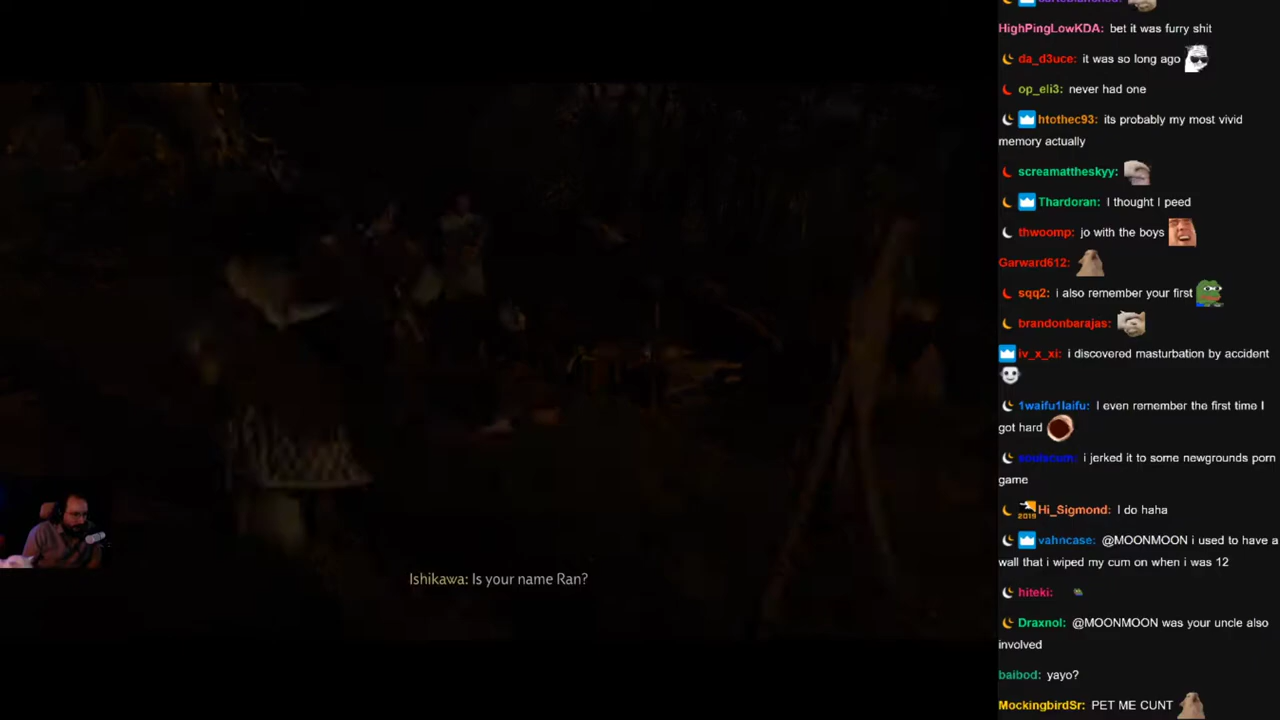 HighPingLowKDA: bet it was furry shit
da_d3uce: it was so long ago
op_eli3: never had one
htothec93: its probably my most vivid
memory actually
screamattheskyy:
Thardoran: I thought I peed
thwoomp: jo with the boys
Garward612:
sqq2: i also remember your first
brandonbarajas:
iv_x_xi: i discovered masturbation by accident
1waifu1laifu: I even remember the first time I
got hard
i jerked it to some newgrounds porn
game
2019 Hi_Sigmond: I do haha
vahncase: @MOONMOON i used to have a
wall that i wiped my cum on when i was 12
hiteki:
Ishikawa: Is your name Ran?
Draxnol: @MOONMOON was your uncle also
involved
baibod: yayo?
MockingbirdSr: PET ME CUNT